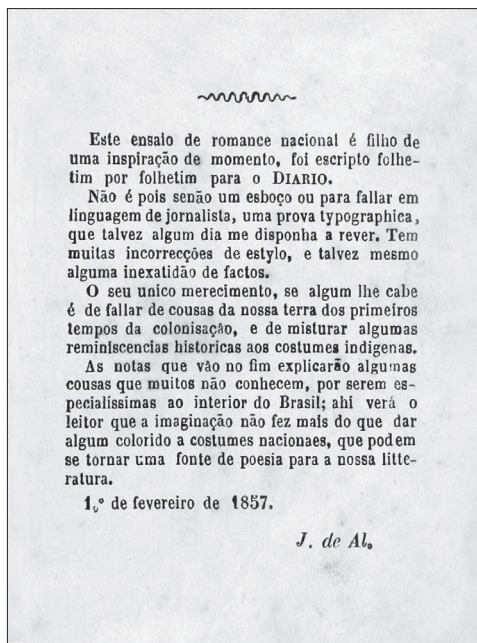 Este ensaio de romance nacional é filho de
uma inspiração de momento, foi escripto folhe-
tim por folhetim para o DIARIO.
Não é pois senão um esboço ou para fallar em
linguagem de jornalista, uma prova typographica,
que talvez algum dia me disponha a rever. Tem
muitas incorrecções de estylo, e talvez mesmo
alguma inexatidão de factos.
O seu unico merecimento, se algum lhe cabe
é de fallar de cousas da nossa terra dos primeiros
tempos da colonisação, e de misturar algumas
reminiscencias historicas aos costumes indigenas.
As notas que vão no fim explicarão algumas
cousas que muitos não conhecem, por serem es-
pecialissimas ao interior do Brasil; ahi verá o
leitor que a imaginação não fez mais do que dar
algum colorido a costumes nacionaes, que podem
se tornar uma fonte de poesia para a nossa litte-
ratura.
1.º de fevereiro de 1857.
J. de Al.